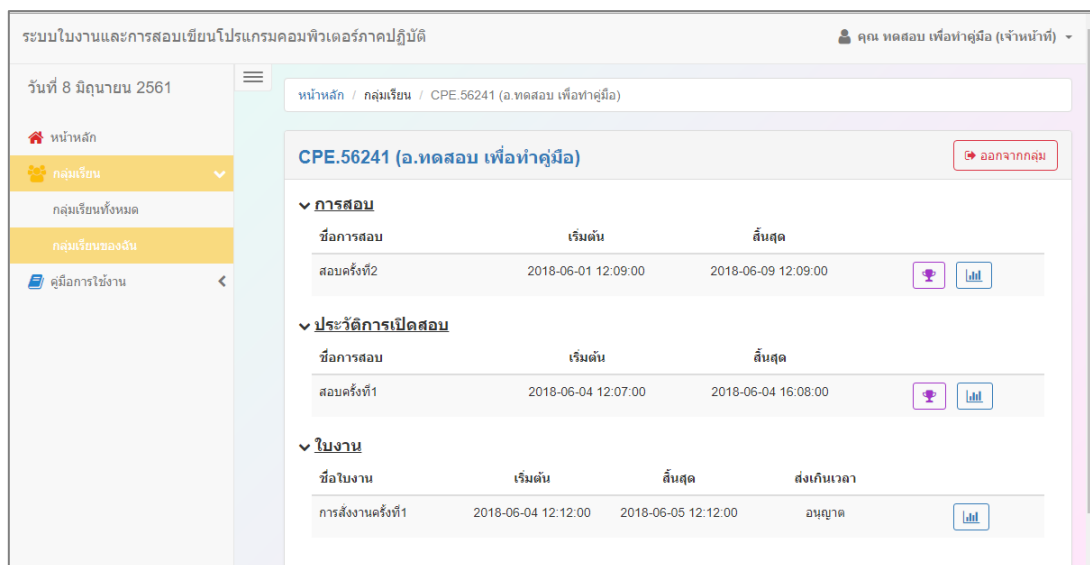 ระบบใบงานและการสอบเขียนโปรแกรมคอมพิวเตอร์ภาคปฏิบัติ
คุณ ทดสอบ เพื่อทำคู่มือ (เจ้าหน้าที่)
วันที่ 8 มิถุนายน 2561
หน้าหลัก
กลุ่มเรียน
กลุ่มเรียนทั้งหมด
กลุ่มเรียนของฉัน
คู่มือการใช้งาน
หน้าหลัก / กลุ่มเรียน / CPE.56241 (อ.ทดสอบ เพื่อทำคู่มือ)
CPE.56241 (อ.ทดสอบ เพื่อทำคู่มือ)
ออกจากกลุ่ม
การสอบ
ชื่อการสอบ เริ่มต้น สิ้นสุด
สอบครั้งที่2 2018-06-01 12:09:00 2018-06-09 12:09:00
ประวัติการเปิดสอบ
ชื่อการสอบ เริ่มต้น สิ้นสุด
สอบครั้งที่1 2018-06-04 12:07:00 2018-06-04 16:08:00
ใบงาน
ชื่อใบงาน เริ่มต้น สิ้นสุด ส่งเกินเวลา
การสั่งงานครั้งที่1 2018-06-04 12:12:00 2018-06-05 12:12:00 อนุญาต